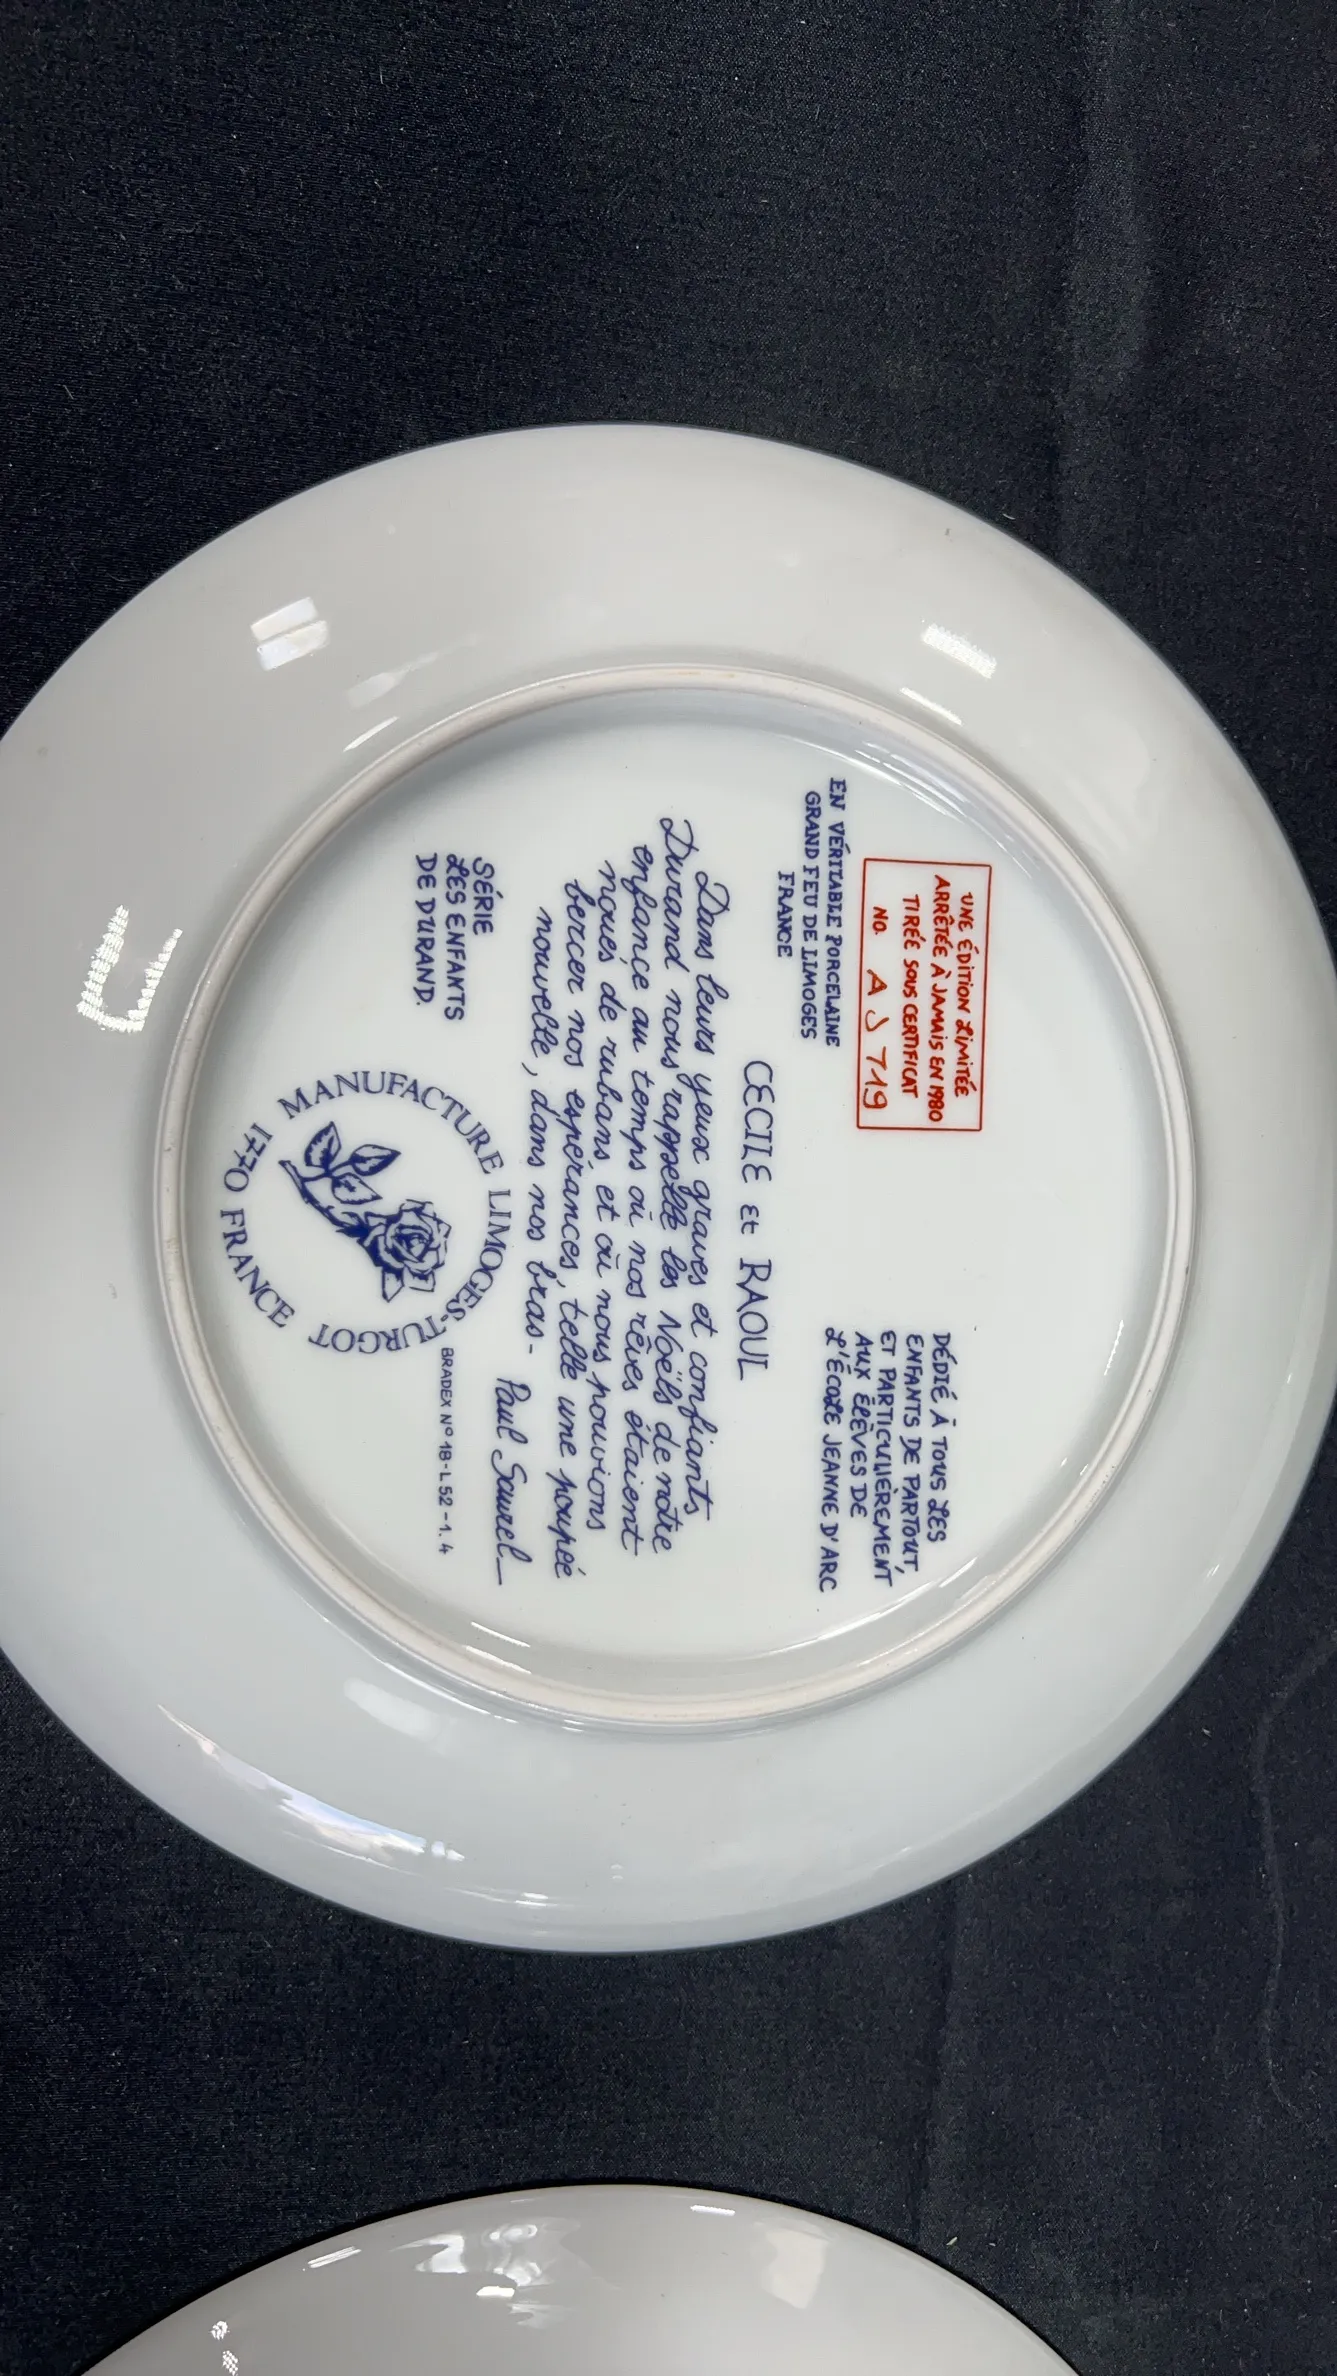 UNE ÉDITION LIMITÉE
ARRÊTÉE À JAMAIS EN 1980
TIRÉE SOUS CERTIFICAT
NO. A J 719
DÉDIÉ À TOUS LES
ENFANTS DE PARTOUT,
ET PARTICULIÈREMENT
AUX ÉLÈVES DE
L'ÉCOLE JEANNE D'ARC
EN VÉRITABLE PORCELAINE
GRAND FEU DE LIMOGES
FRANCE
CECILE et RAOUL
Dans leurs yeux graves et confiants
Durand nous rappelle les Noëls de notre
enfance au temps où nos rêves étaient
noués de rubans et où nous pouvions
bercer nos espérances, telle une poupée
nouvelle, dans nos bras-
Paul Saurel
SÉRIE
LES ENFANTS
DE DURAND.
MANUFACTURE LIMOGES-TURGOT
1770 FRANCE
BRADEX N° 18-L52-1.4